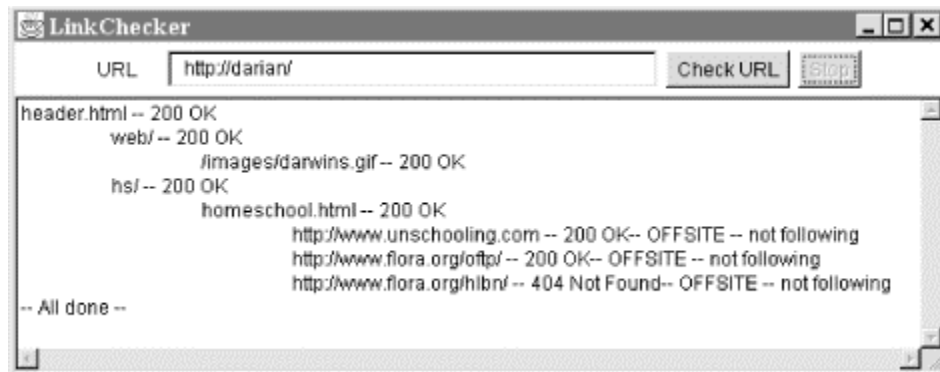 LinkChecker
URL http://darian/ Check URL Stop
header.html -- 200 OK
web/ -- 200 OK
/images/darwins.gif -- 200 OK
hs/ -- 200 OK
homeschool.html -- 200 OK
http://www.unschooling.com -- 200 OK-- OFFSITE -- not following
http://www.flora.org/oftp/ -- 200 OK-- OFFSITE -- not following
http://www.flora.org/hlbn/ -- 404 Not Found-- OFFSITE -- not following
-- All done --